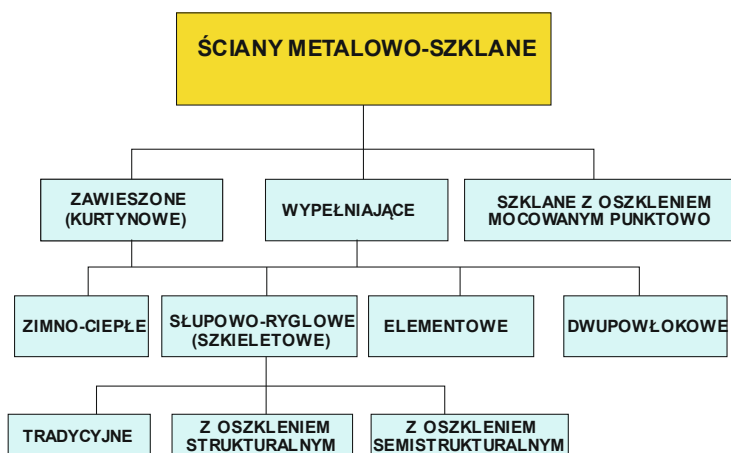 ŚCIANY METALOWO-SZKLANE
ZAWIESZONE
(KURTYNOWE)
WYPEŁNIAJĄCE
SZKLANE Z OSZKLENIEM
MOCOWANYM PUNKTOWO
ZIMNO-CIEPŁE
SŁUPOWO-RYGLOWE
(SZKIELETOWE)
ELEMENTOWE
DWUPOWŁOKOWE
TRADYCYJNE
Z OSZKLENIEM
STRUKTURALNYM
Z OSZKLENIEM
SEMISTRUKTURALNYM